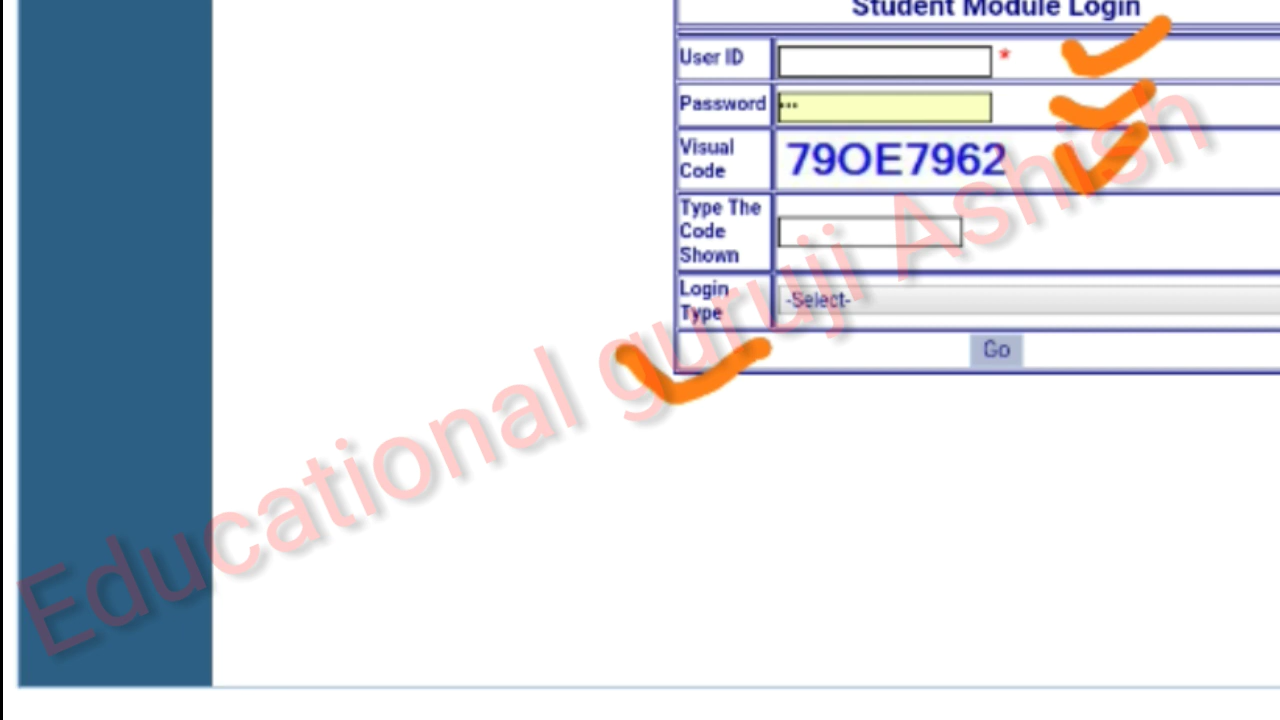 Student Module Login
User ID *
Password •••
Visual Code 79OE7962
Type The Code Shown
Login Type -Select-
Go
Educational guruji Ashish